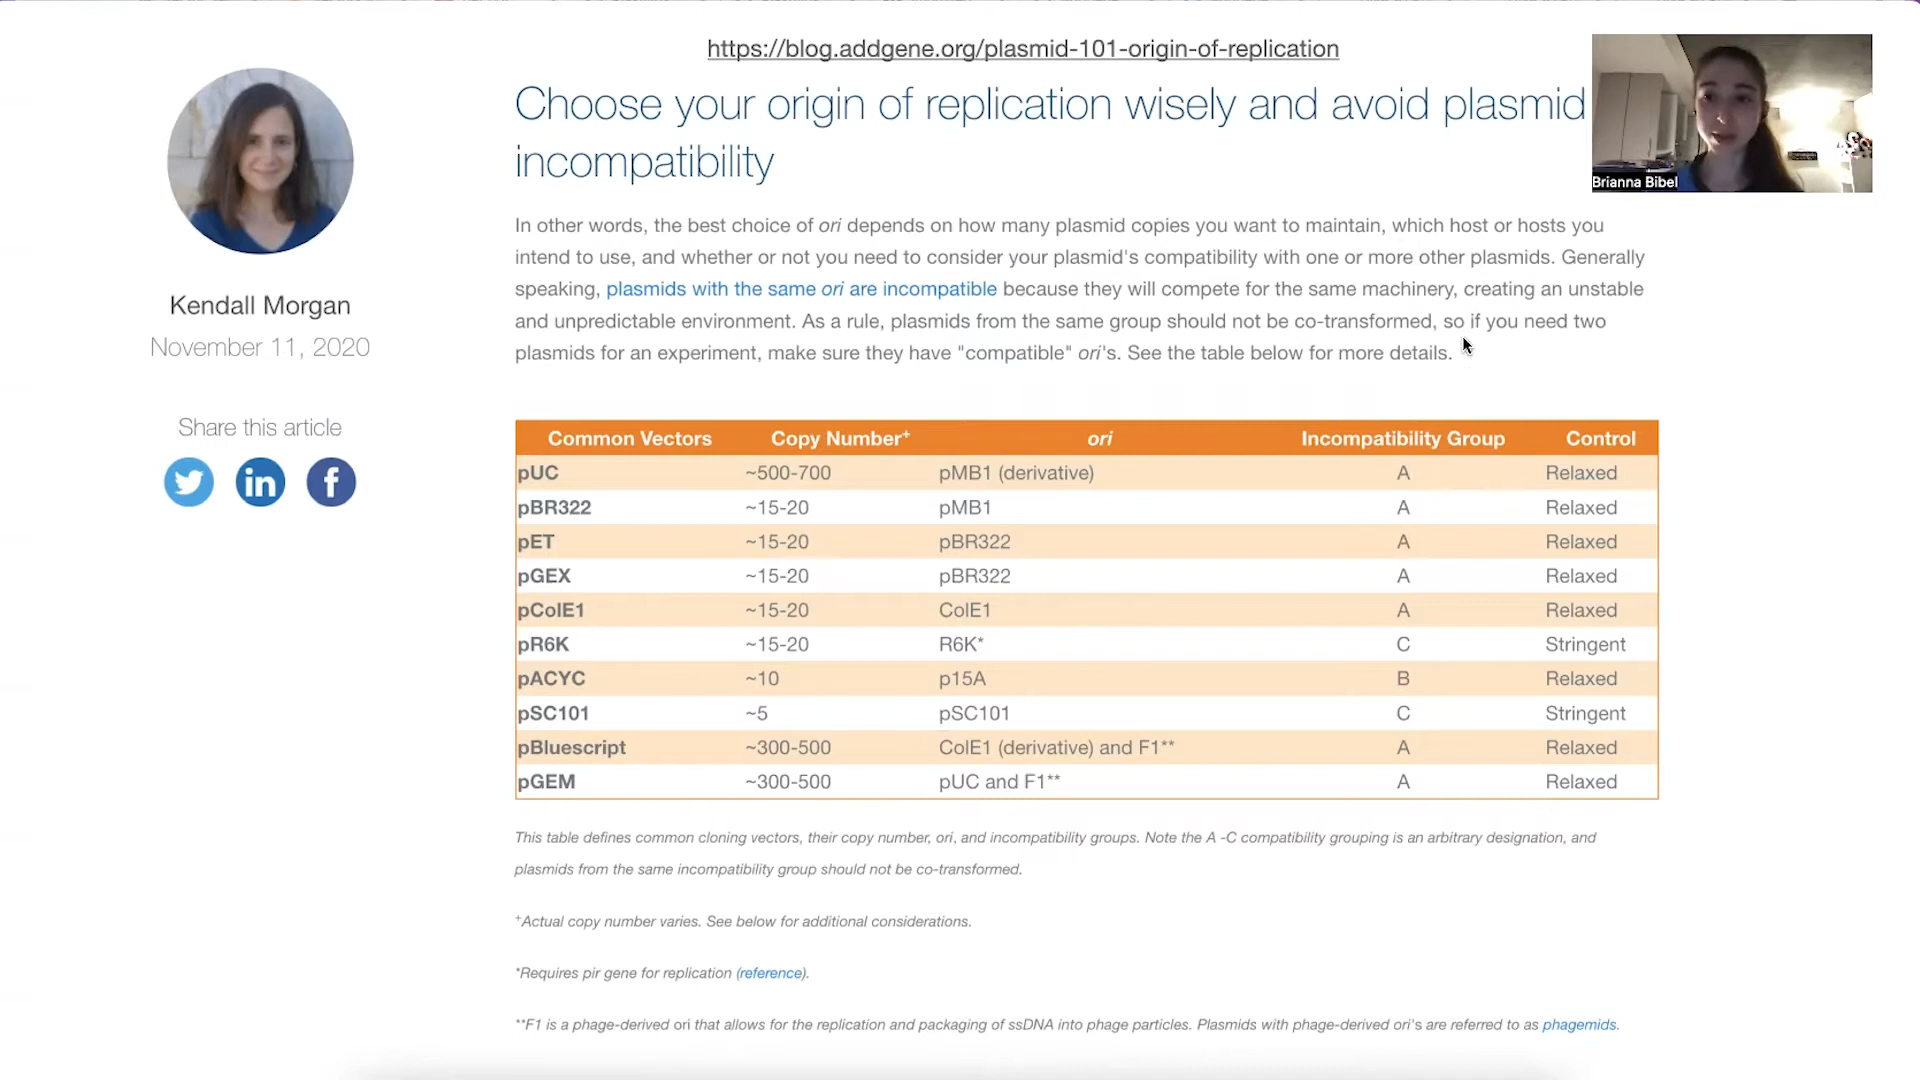 https://blog.addgene.org/plasmid-101-origin-of-replication
Choose your origin of replication wisely and avoid plasmid
incompatibility
Brianna Bibel
Kendall Morgan
November 11, 2020
Share this article
In other words, the best choice of ori depends on how many plasmid copies you want to maintain, which host or hosts you
intend to use, and whether or not you need to consider your plasmid's compatibility with one or more other plasmids. Generally
speaking, plasmids with the same ori are incompatible because they will compete for the same machinery, creating an unstable
and unpredictable environment. As a rule, plasmids from the same group should not be co-transformed, so if you need two
plasmids for an experiment, make sure they have "compatible" ori's. See the table below for more details.
Common Vectors Copy Number+ ori Incompatibility Group Control
pUC ~500-700 pMB1 (derivative) A Relaxed
pBR322 ~15-20 pMB1 A Relaxed
pET ~15-20 pBR322 A Relaxed
pGEX ~15-20 pBR322 A Relaxed
pColE1 ~15-20 ColE1 A Relaxed
pR6K ~15-20 R6K* C Stringent
pACYC ~10 p15A B Relaxed
pSC101 ~5 pSC101 C Stringent
pBluescript ~300-500 ColE1 (derivative) and F1** A Relaxed
pGEM ~300-500 pUC and F1** A Relaxed
This table defines common cloning vectors, their copy number, ori, and incompatibility groups. Note the A -C compatibility grouping is an arbitrary designation, and
plasmids from the same incompatibility group should not be co-transformed.
+Actual copy number varies. See below for additional considerations.
*Requires pir gene for replication (reference).
**F1 is a phage-derived ori that allows for the replication and packaging of ssDNA into phage particles. Plasmids with phage-derived ori's are referred to as phagemids.